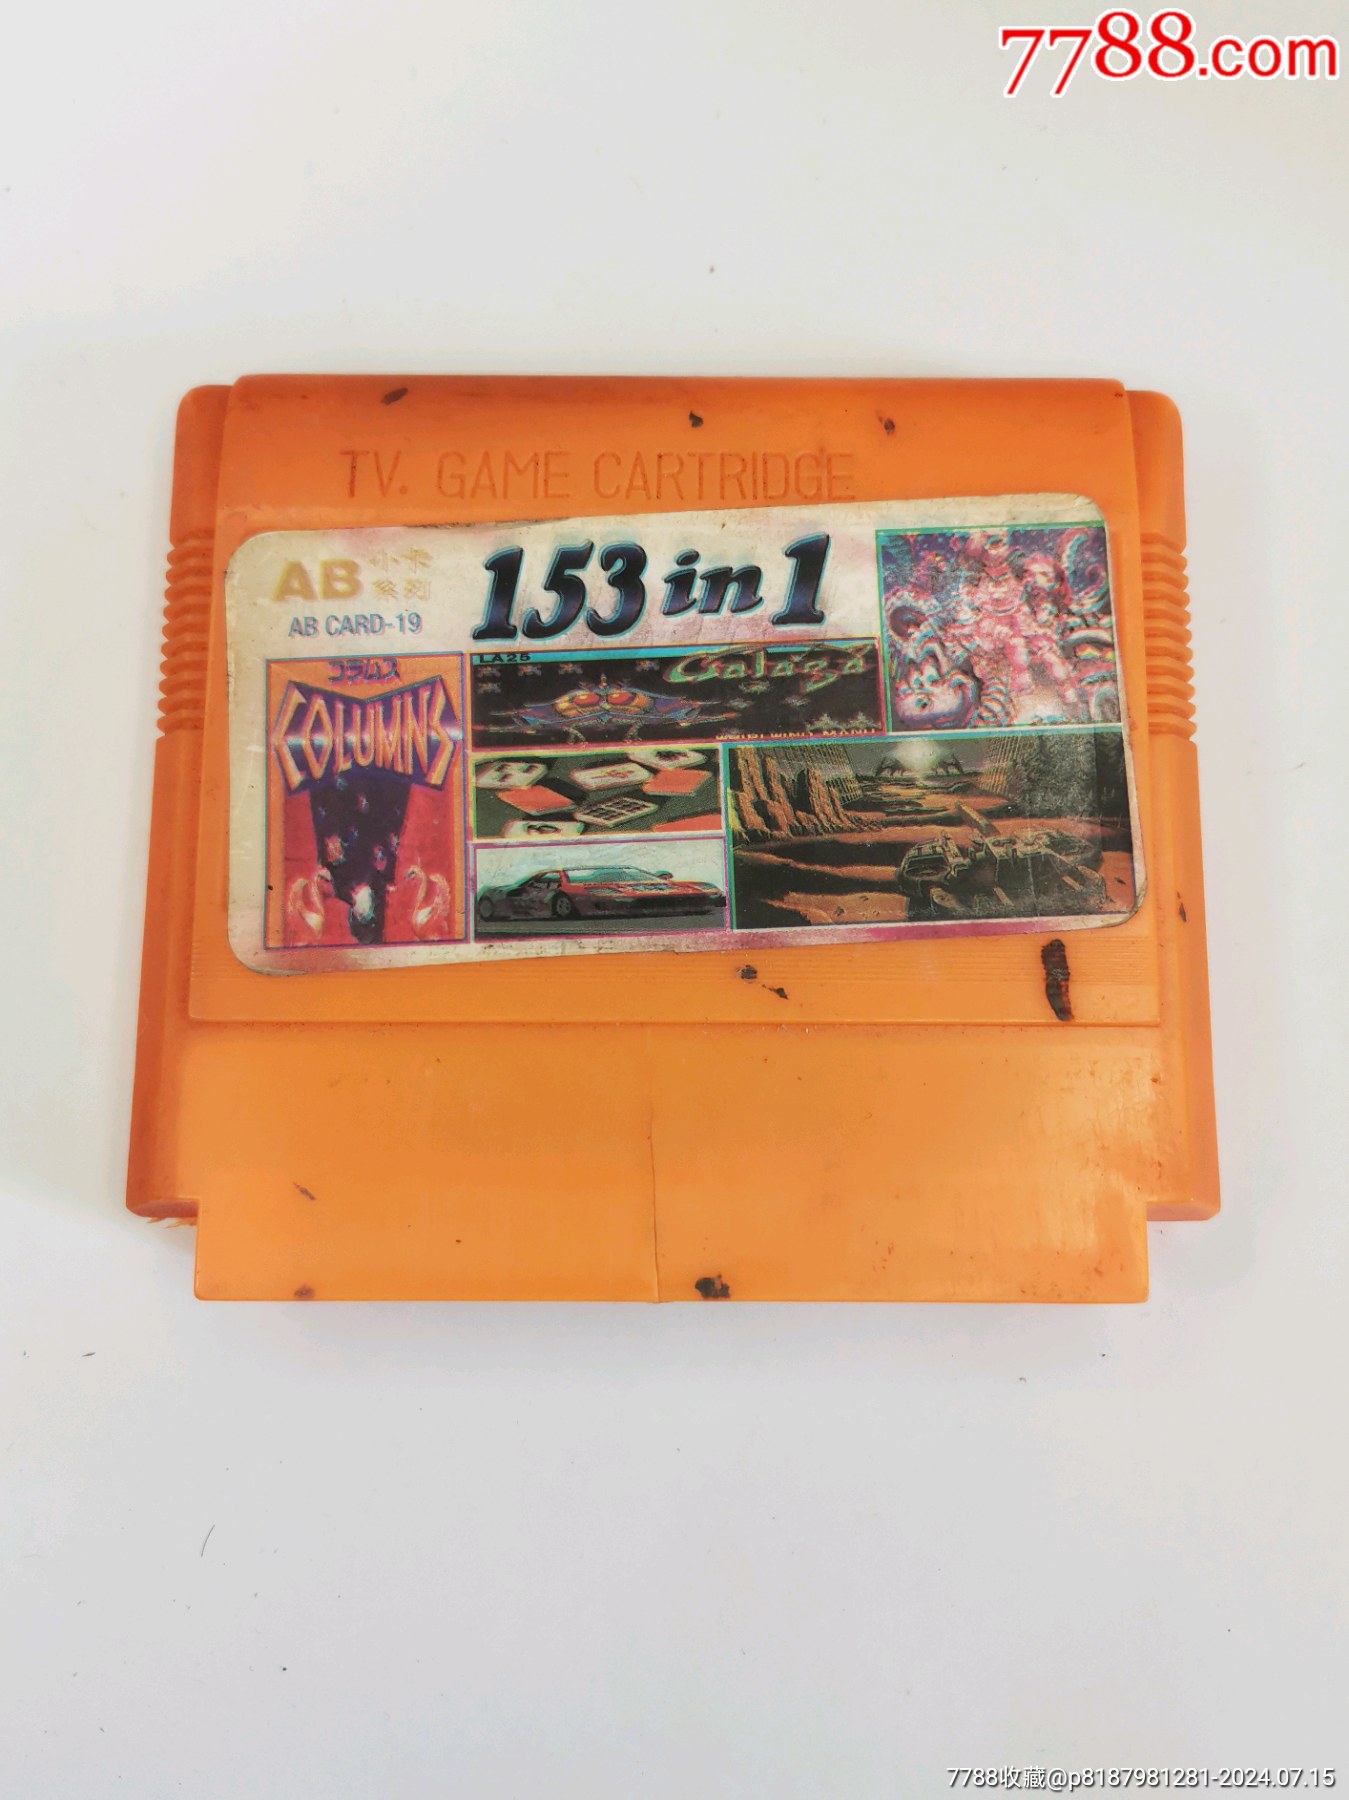 7788.com
TV. GAME CARTRIDGE
AB 小卡
系列
AB CARD-19
153 in 1
コラムス
COLUMNS
LA25
Galaga
7788收藏@p8187981281-2024.07.15